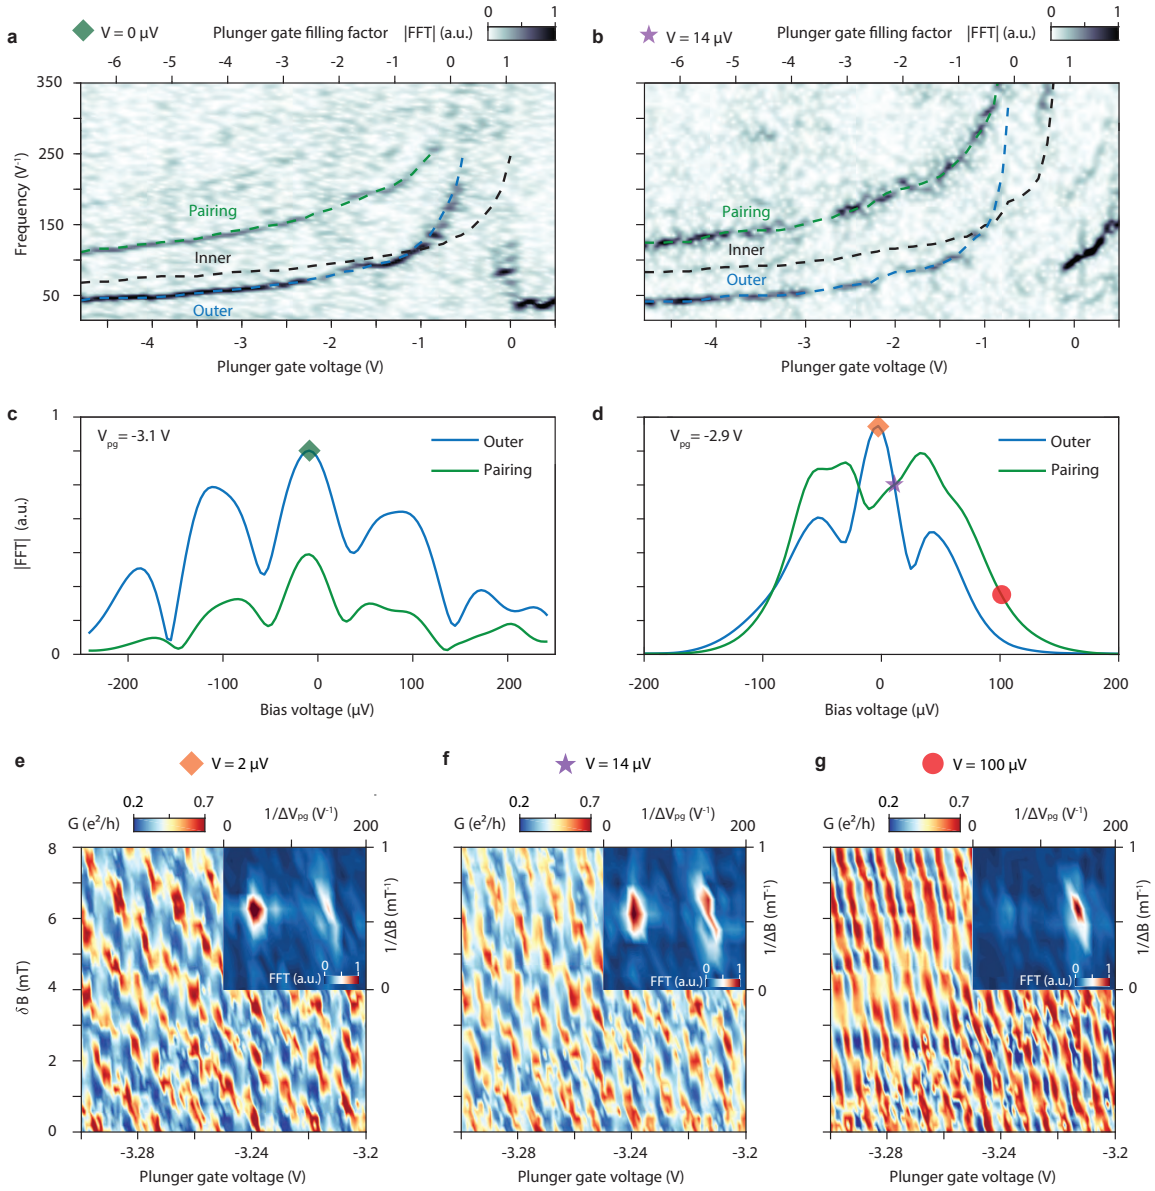 a V = 0 μV Plunger gate filling factor |FFT| (a.u.) 0 1
-6 -5 -4 -3 -2 -1 0 1
350
250
150
50
Frequency (V⁻¹)
Pairing
Inner
Outer
-4 -3 -2 -1 0
Plunger gate voltage (V)
b V = 14 μV Plunger gate filling factor |FFT| (a.u.) 0 1
-6 -5 -4 -3 -2 -1 0 1
Pairing
Inner
Outer
-4 -3 -2 -1 0
Plunger gate voltage (V)
c
1
0
|FFT| (a.u.)
Vpg= -3.1 V
Outer
Pairing
-200 -100 0 100 200
Bias voltage (μV)
d
Vpg= -2.9 V
Outer
Pairing
-200 -100 0 100 200
Bias voltage (μV)
e V = 2 μV
0.2 0.7
G (e²/h)
1/ΔVpg (V⁻¹)
0 200
1
0
1/ΔB (mT⁻¹)
FFT (a.u.) 0 1
8
6
4
2
0
δB (mT)
-3.28 -3.24 -3.2
Plunger gate voltage (V)
f V = 14 μV
0.2 0.7
G (e²/h)
1/ΔVpg (V⁻¹)
0 200
1
0
1/ΔB (mT⁻¹)
FFT (a.u.) 0 1
-3.28 -3.24 -3.2
Plunger gate voltage (V)
g V = 100 μV
0.2 0.7
G (e²/h)
1/ΔVpg (V⁻¹)
0 200
1
0
1/ΔB (mT⁻¹)
FFT (a.u.) 0 1
-3.28 -3.24 -3.2
Plunger gate voltage (V)